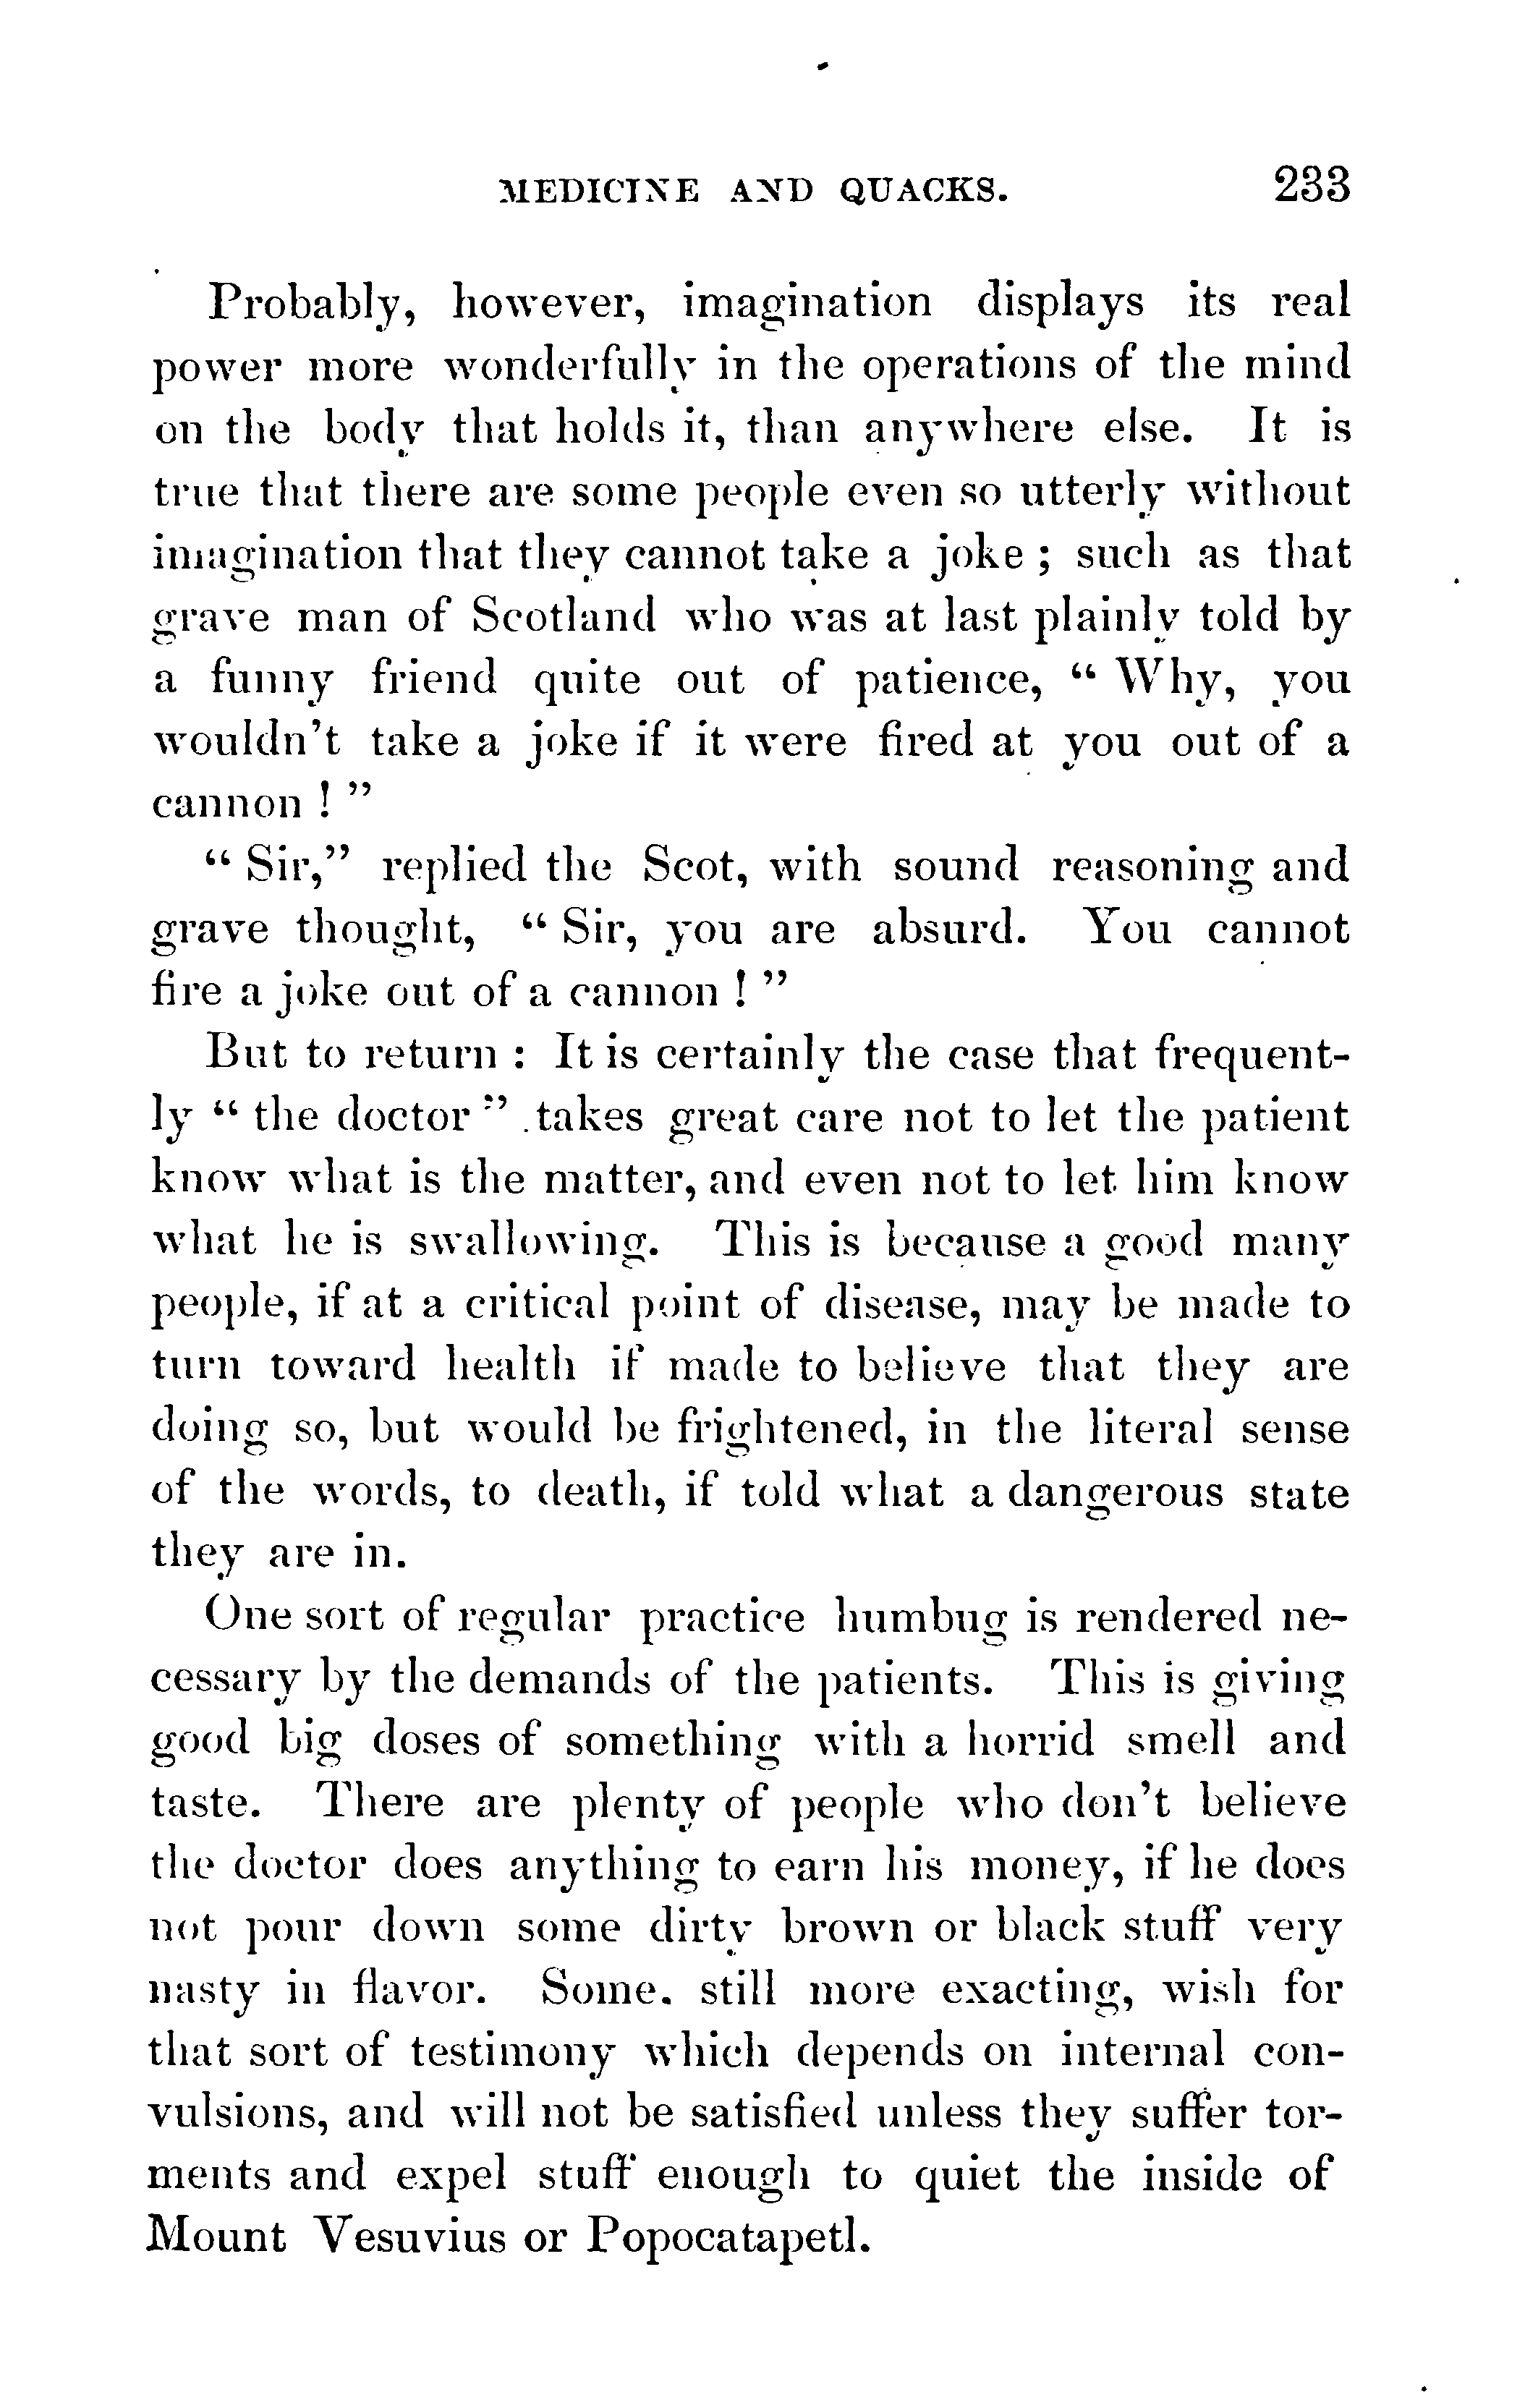 MEDICINE AND QUACKS. 233
Probably, however, imagination displays its real
power more wonderfully in the operations of the mind
on the body that holds it, than anywhere else. It is
true that there are some people even so utterly without
imagination that they cannot take a joke ; such as that
grave man of Scotland who was at last plainly told by
a funny friend quite out of patience, “ Why, you
wouldn’t take a joke if it were fired at you out of a
cannon ! ”
“ Sir,” replied the Scot, with sound reasoning and
grave thought, “ Sir, you are absurd. You cannot
fire a joke out of a cannon ! ”
But to return : It is certainly the case that frequent-
ly “ the doctor ” takes great care not to let the patient
know what is the matter, and even not to let him know
what he is swallowing. This is because a good many
people, if at a critical point of disease, may be made to
turn toward health if made to believe that they are
doing so, but would be frightened, in the literal sense
of the words, to death, if told what a dangerous state
they are in.
One sort of regular practice humbug is rendered ne-
cessary by the demands of the patients. This is giving
good big doses of something with a horrid smell and
taste. There are plenty of people who don’t believe
the doctor does anything to earn his money, if he does
not pour down some dirty brown or black stuff very
nasty in flavor. Some. still more exacting, wish for
that sort of testimony which depends on internal con-
vulsions, and will not be satisfied unless they suffer tor-
ments and expel stuff enough to quiet the inside of
Mount Vesuvius or Popocatapetl.